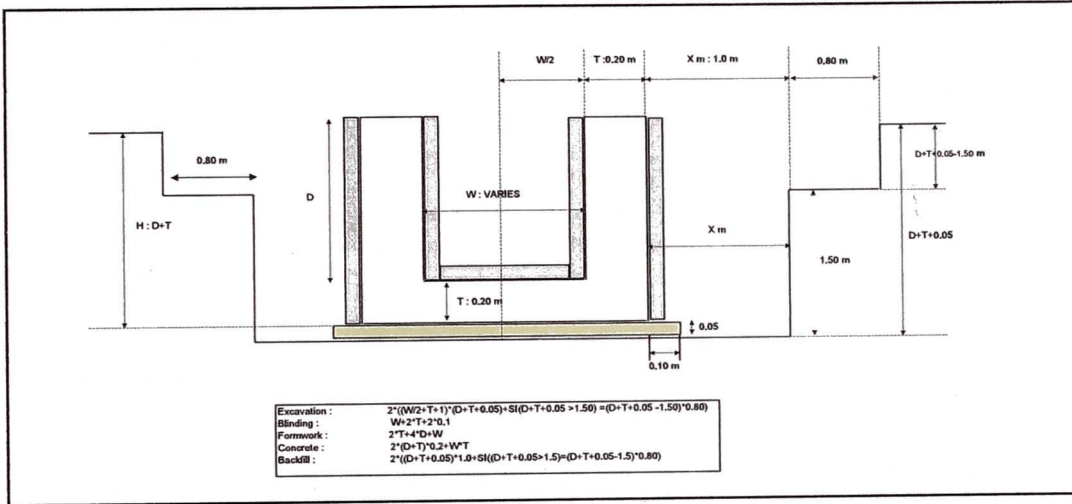 W/2
T :0.20 m
X m : 1.0 m
0.80 m
0.80 m
D+T+0.05-1.50 m
D
W : VARIES
H : D+T
X m
D+T+0.05
1.50 m
T : 0.20 m
0.05
0.10 m
Excavation : 2*((W/2+T+1)*(D+T+0.05)+SI(D+T+0.05 >1.50) =(D+T+0.05 -1.50)*0.80)
Blinding : W+2*T+2*0.1
Formwork : 2*T+4*D+W
Concrete : 2*(D+T)*0.2+W*T
Backfill : 2*((D+T+0.05)*1.0+SI((D+T+0.05>1.5)=(D+T+0.05-1.5)*0.80)